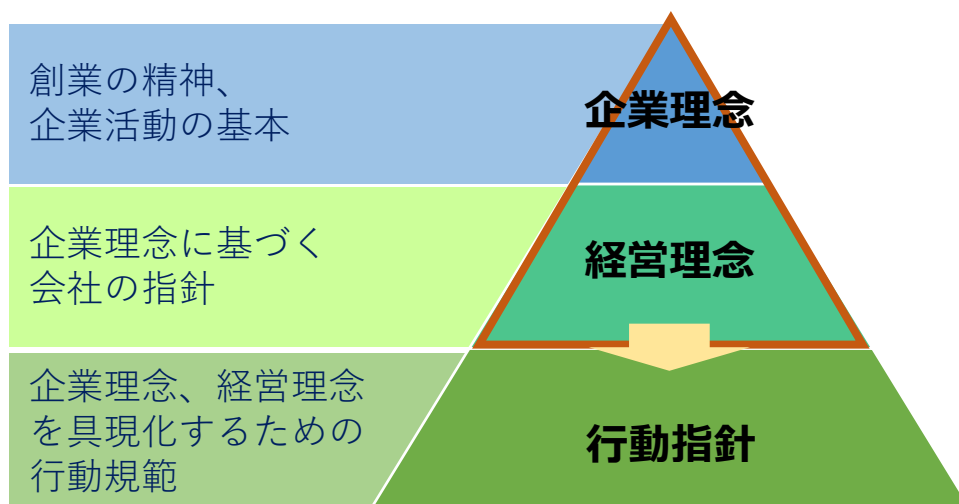 創業の精神、
企業活動の基本
企業理念
企業理念に基づく
会社の指針
経営理念
企業理念、経営理念
を具現化するための
行動規範
行動指針